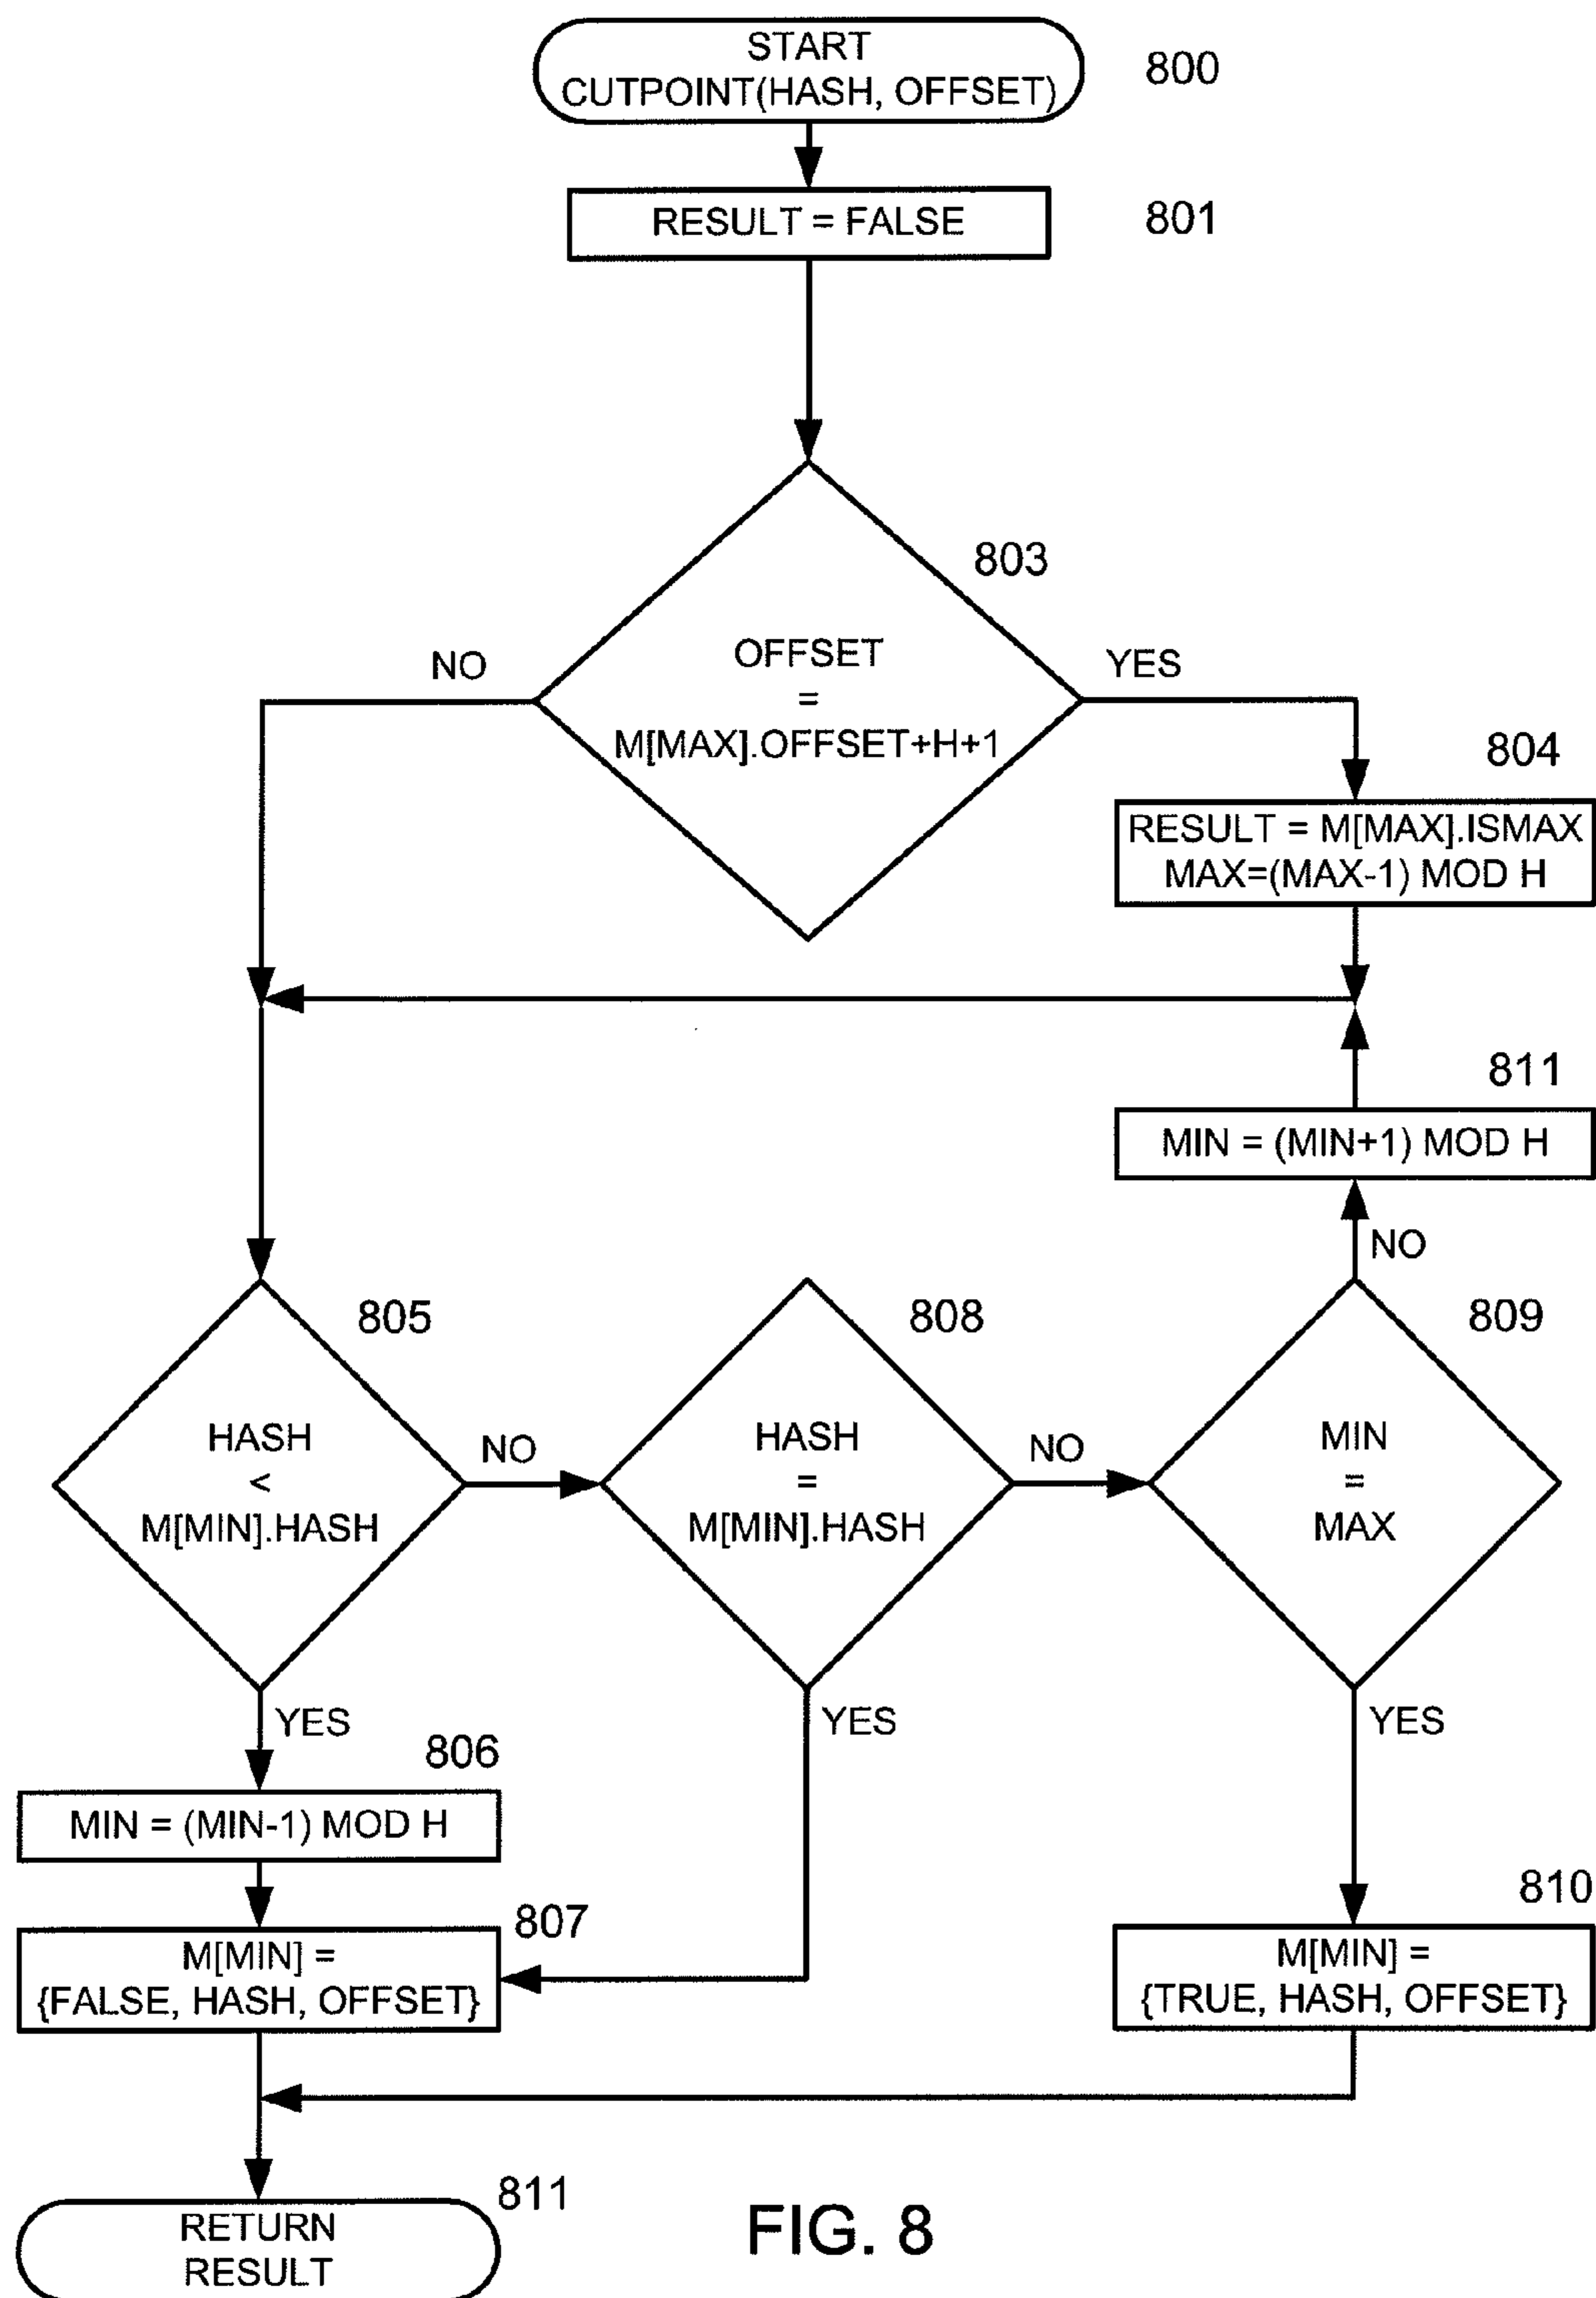 START
CUTPOINT(HASH, OFFSET)
800
RESULT = FALSE
801
803
OFFSET
=
M[MAX].OFFSET+H+1
NO
YES
804
RESULT = M[MAX].ISMAX
MAX=(MAX-1) MOD H
811
MIN = (MIN+1) MOD H
NO
805
HASH
<
M[MIN].HASH
NO
YES
808
HASH
=
M[MIN].HASH
NO
YES
809
MIN
=
MAX
YES
806
MIN = (MIN-1) MOD H
807
M[MIN] =
{FALSE, HASH, OFFSET}
810
M[MIN] =
{TRUE, HASH, OFFSET}
811
RETURN
RESULT
FIG. 8